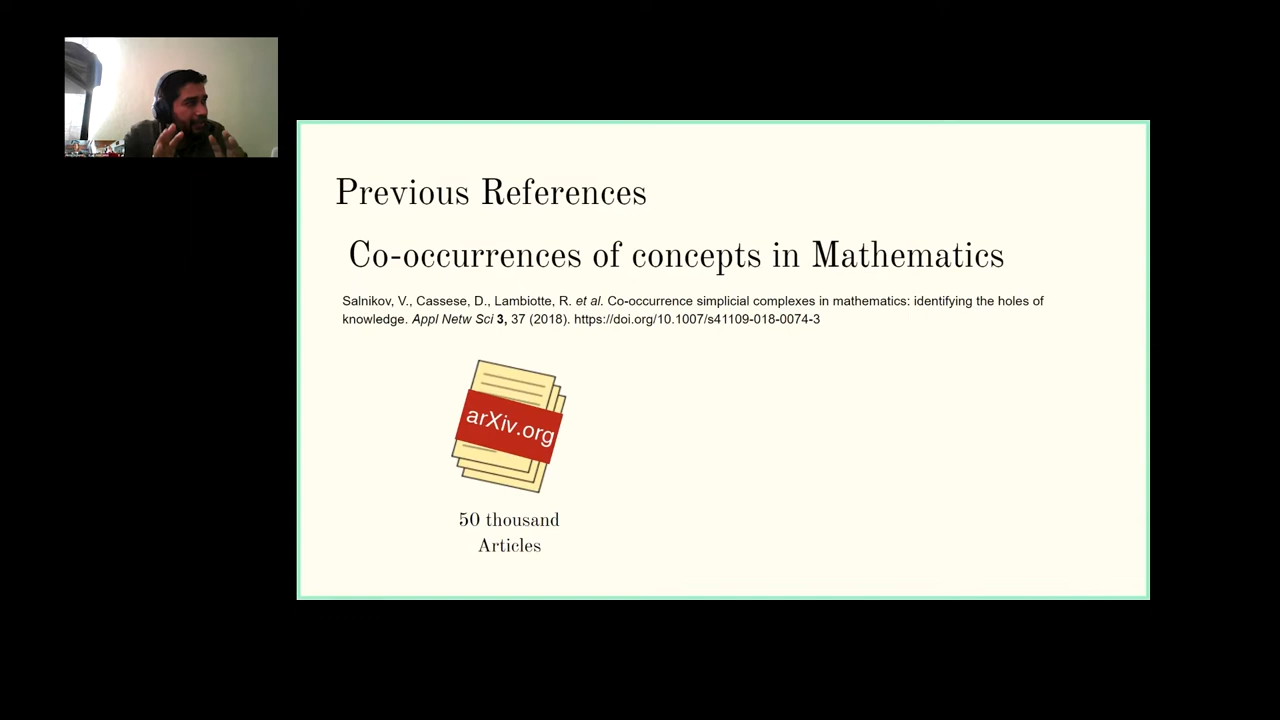 Previous References
Co-occurrences of concepts in Mathematics
Salnikov, V., Cassese, D., Lambiotte, R. et al. Co-occurrence simplicial complexes in mathematics: identifying the holes of
knowledge. Appl Netw Sci 3, 37 (2018). https://doi.org/10.1007/s41109-018-0074-3
arXiv.org
50 thousand
Articles